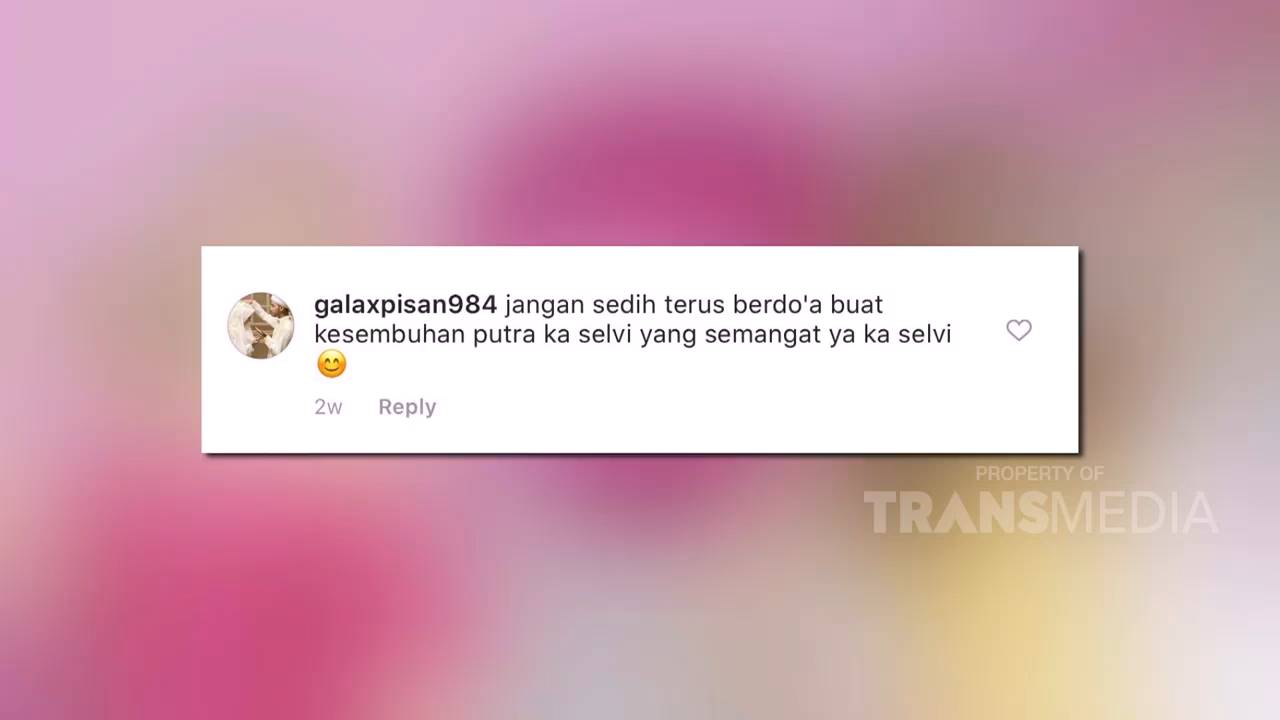 galaxpisan984 jangan sedih terus berdo'a buat
kesembuhan putra ka selvi yang semangat ya ka selvi
😊
2w Reply
PROPERTY OF
TRANSMEDIA